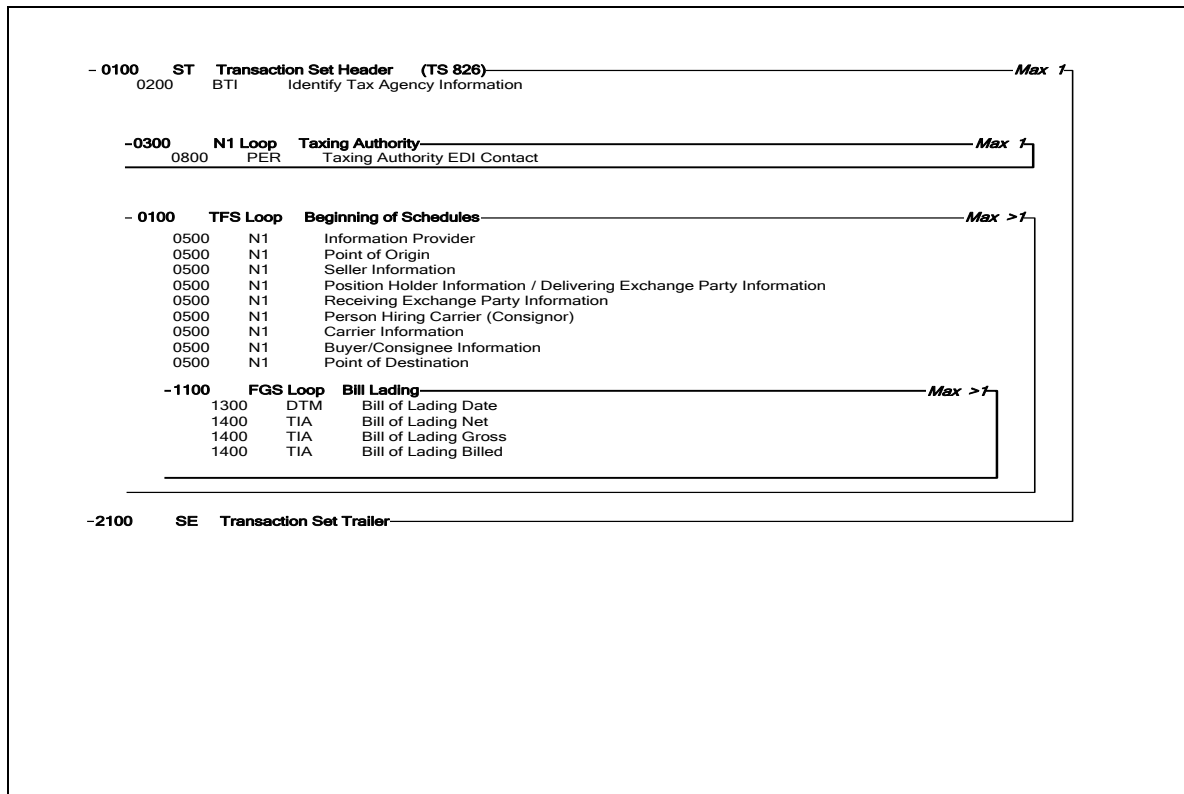 - 0100 ST Transaction Set Header (TS 826) Max 1
0200 BTI Identify Tax Agency Information
-0300 N1 Loop Taxing Authority Max 1
0800 PER Taxing Authority EDI Contact
- 0100 TFS Loop Beginning of Schedules Max >1
0500 N1 Information Provider
0500 N1 Point of Origin
0500 N1 Seller Information
0500 N1 Position Holder Information / Delivering Exchange Party Information
0500 N1 Receiving Exchange Party Information
0500 N1 Person Hiring Carrier (Consignor)
0500 N1 Carrier Information
0500 N1 Buyer/Consignee Information
0500 N1 Point of Destination
-1100 FGS Loop Bill Lading Max >1
1300 DTM Bill of Lading Date
1400 TIA Bill of Lading Net
1400 TIA Bill of Lading Gross
1400 TIA Bill of Lading Billed
-2100 SE Transaction Set Trailer